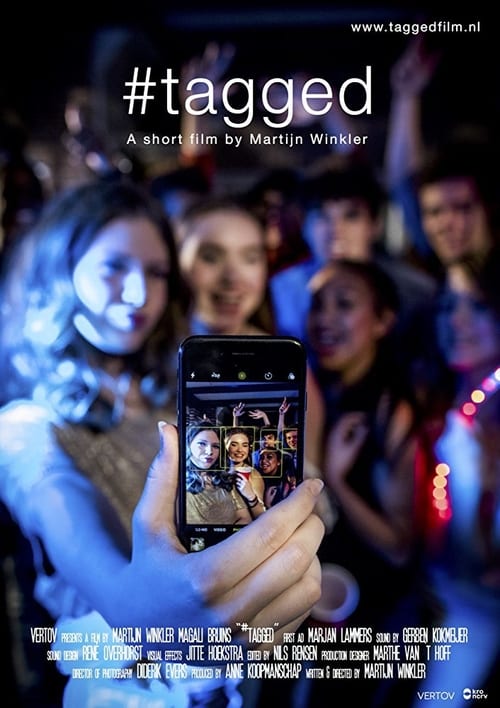 www.taggedfilm.nl
#tagged
A short film by Martijn Winkler
VERTOV PRESENTS A FILM BY MARTIJN WINKLER MAGALI BRUINS "#TAGGED" FIRST AD MARJAN LAMMERS SOUND BY GERBEN KOKMEIJER
SOUND DESIGN RENE OVERHORST VISUAL EFFECTS JITTE HOEKSTRA EDITED BY NILS RENSEN PRODUCTION DESIGNER MARTHE VAN T HOFF
DIRECTOR OF PHOTOGRAPHY DIDERIK EVERS PRODUCED BY ANNE KOOPMANSCHAP WRITTEN & DIRECTED BY MARTIJN WINKLER
VERTOV kro
ncrv